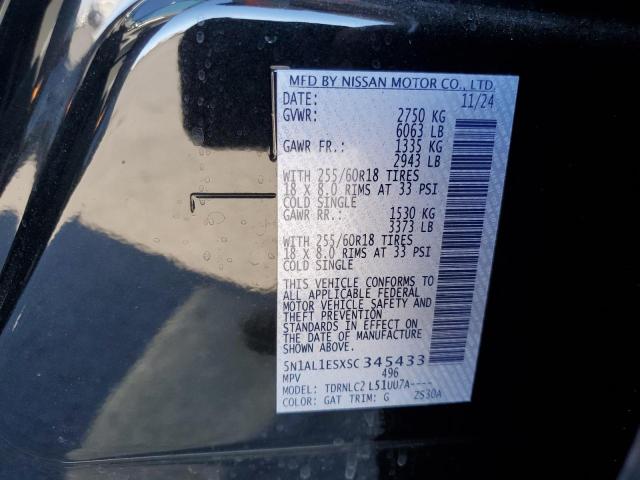 MFD BY NISSAN MOTOR CO., LTD.
DATE: 11/24
GVWR: 2750 KG
6063 LB
GAWR FR.: 1335 KG
2943 LB
WITH 255/60R18 TIRES
18 X 8.0 RIMS AT 33 PSI
COLD SINGLE
GAWR RR.: 1530 KG
3373 LB
WITH 255/60R18 TIRES
18 X 8.0 RIMS AT 33 PSI
COLD SINGLE
THIS VEHICLE CONFORMS TO
ALL APPLICABLE FEDERAL
MOTOR VEHICLE SAFETY AND
THEFT PREVENTION
STANDARDS IN EFFECT ON
THE DATE OF MANUFACTURE
SHOWN ABOVE.
5N1AL1ESXSC345433
MPV 496
MODEL: TDRNLC2 L51UU7A----
COLOR: GAT TRIM: G ZS30A